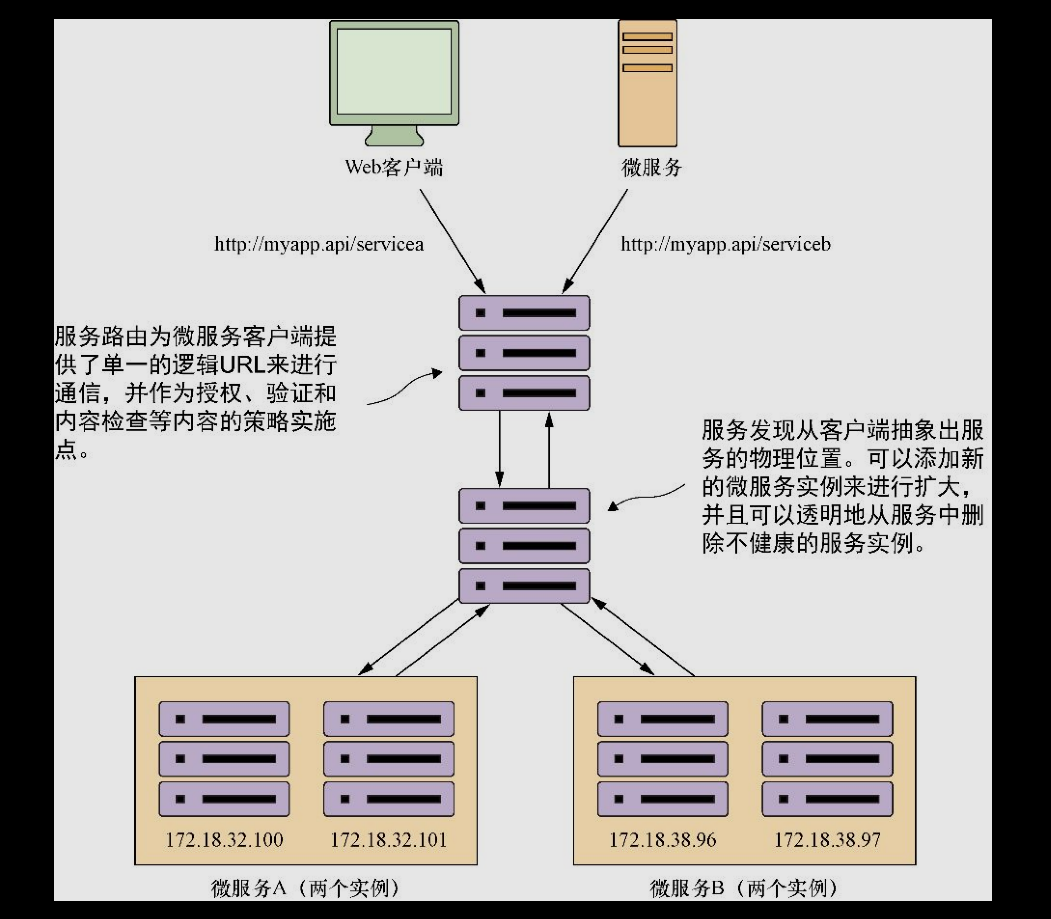 Web客户端
微服务
http://myapp.api/servicea
http://myapp.api/serviceb
服务路由为微服务客户端提
供了单一的逻辑URL来进行
通信，并作为授权、验证和
内容检查等内容的策略实施
点。
服务发现从客户端抽象出服
务的物理位置。可以添加新
的微服务实例来进行扩大，
并且可以透明地从服务中删
除不健康的服务实例。
172.18.32.100
172.18.32.101
172.18.38.96
172.18.38.97
微服务A（两个实例）
微服务B（两个实例）